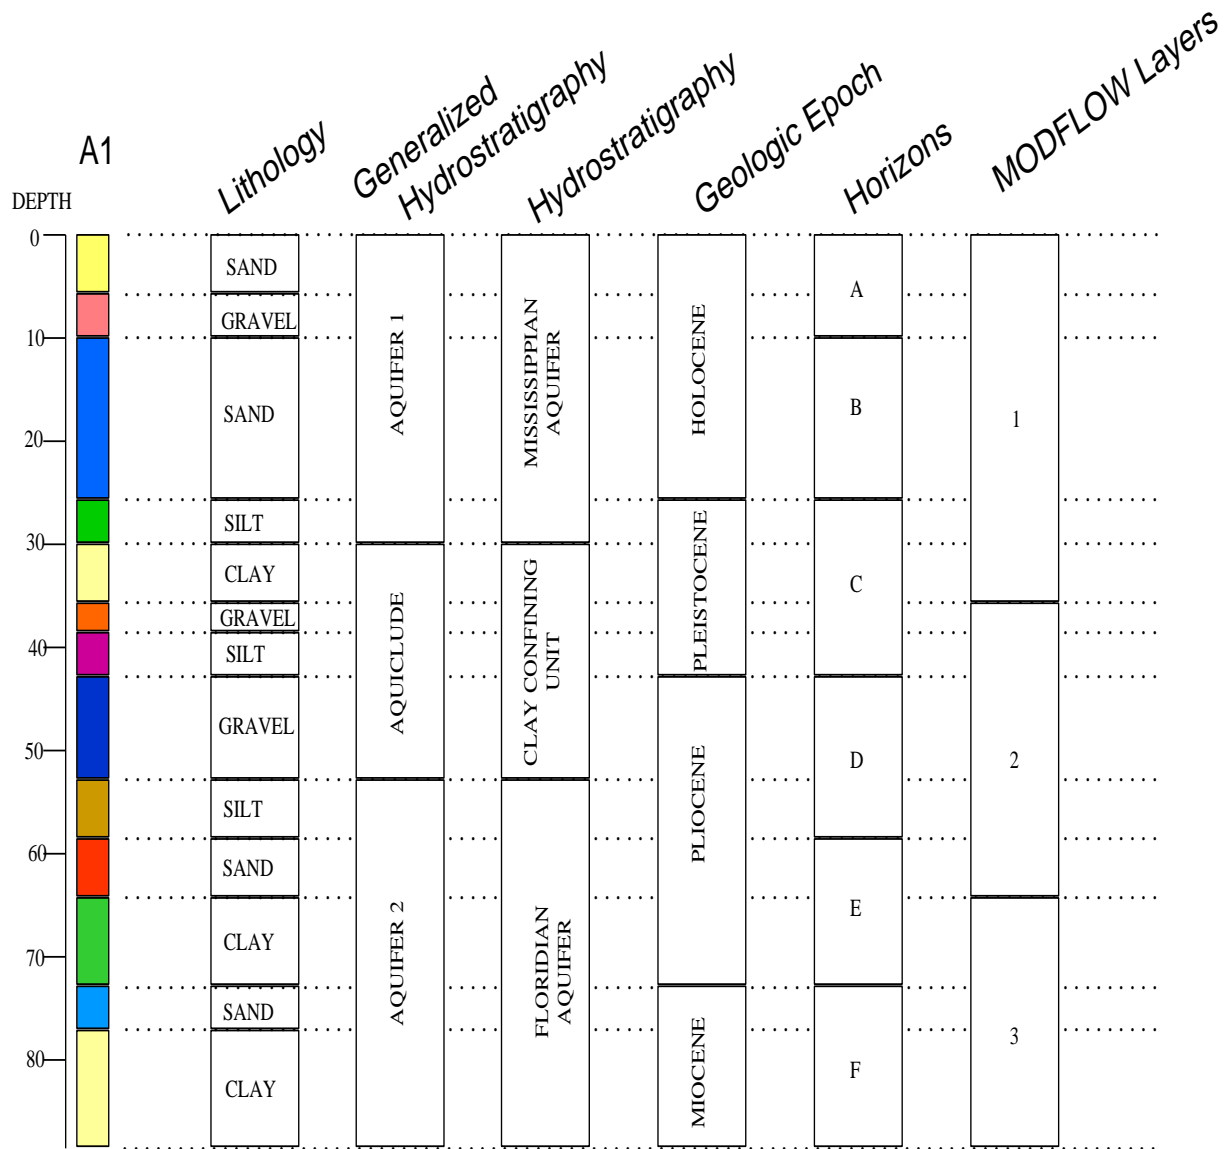 A1
Lithology
Generalized
Hydrostratigraphy
Hydrostratigraphy
Geologic Epoch
Horizons
MODFLOW Layers
DEPTH
0
10
20
30
40
50
60
70
80
SAND
GRAVEL
SAND
SILT
CLAY
GRAVEL
SILT
GRAVEL
SILT
SAND
CLAY
SAND
CLAY
AQUIFER 1
AQUICLUDE
AQUIFER 2
MISSISSIPPIAN
AQUIFER
CLAY CONFINING
UNIT
FLORIDIAN
AQUIFER
HOLOCENE
PLEISTOCENE
PLIOCENE
MIOCENE
A
B
C
D
E
F
1
2
3